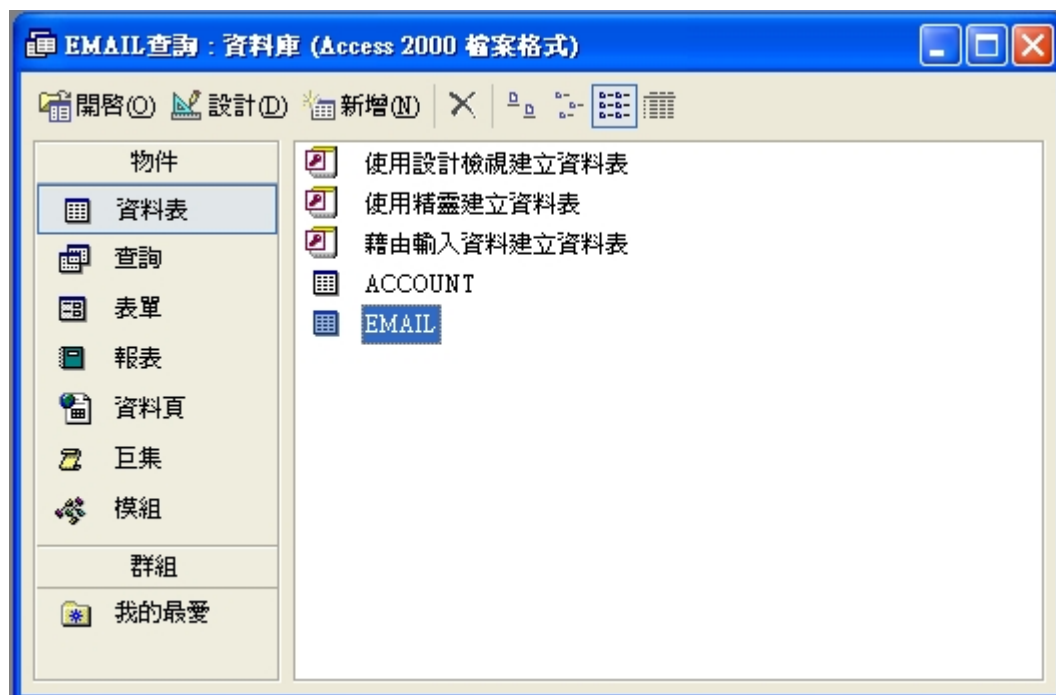 EMAIL查詢 : 資料庫 (Access 2000 檔案格式)
開啓(O) 設計(D) 新增(N)
物件
資料表
查詢
表單
報表
資料頁
巨集
模組
群組
我的最愛
使用設計檢視建立資料表
使用精靈建立資料表
藉由輸入資料建立資料表
ACCOUNT
EMAIL